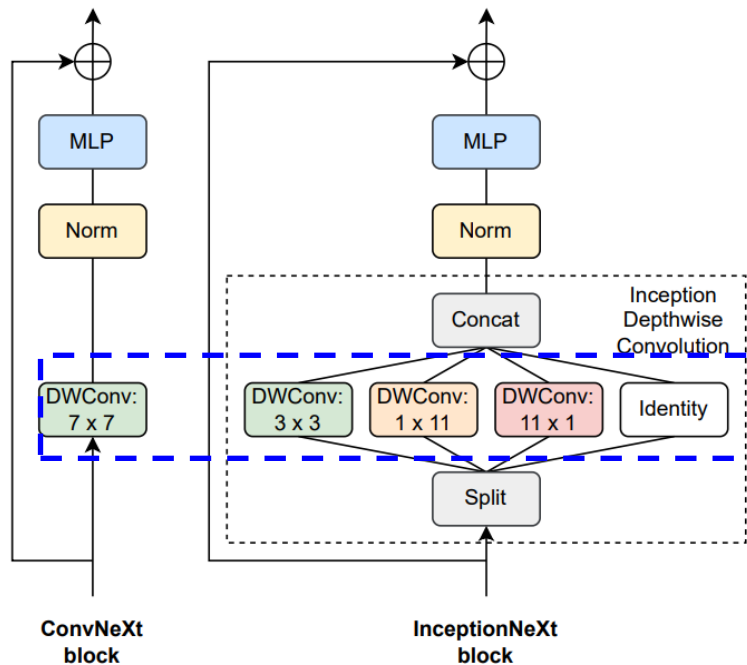 MLP
Norm
DWConv:
7 x 7
ConvNeXt
block
MLP
Norm
Inception
Depthwise
Convolution
Concat
DWConv:
3 x 3
DWConv:
1 x 11
DWConv:
11 x 1
Identity
Split
InceptionNeXt
block